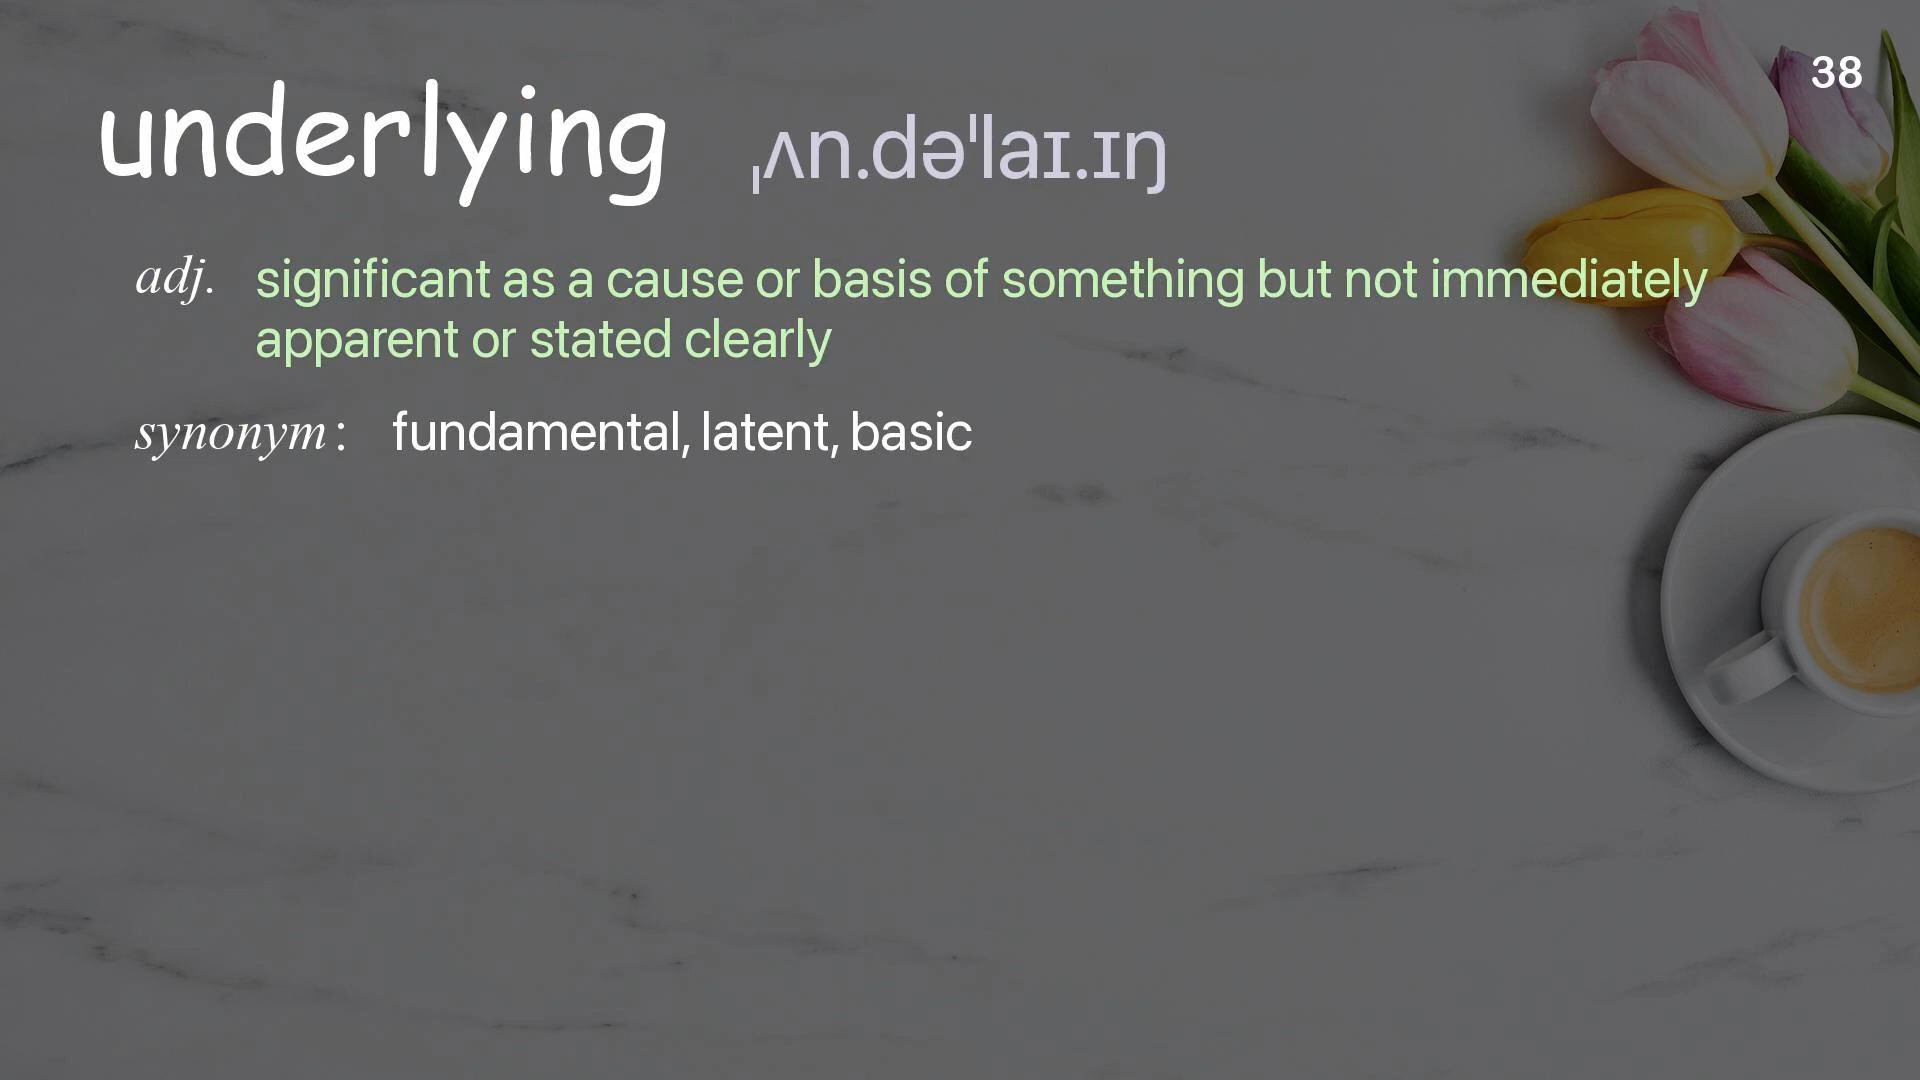 38
underlying ˌʌn.dəˈlaɪ.ɪŋ
adj. significant as a cause or basis of something but not immediately
apparent or stated clearly
synonym : fundamental, latent, basic